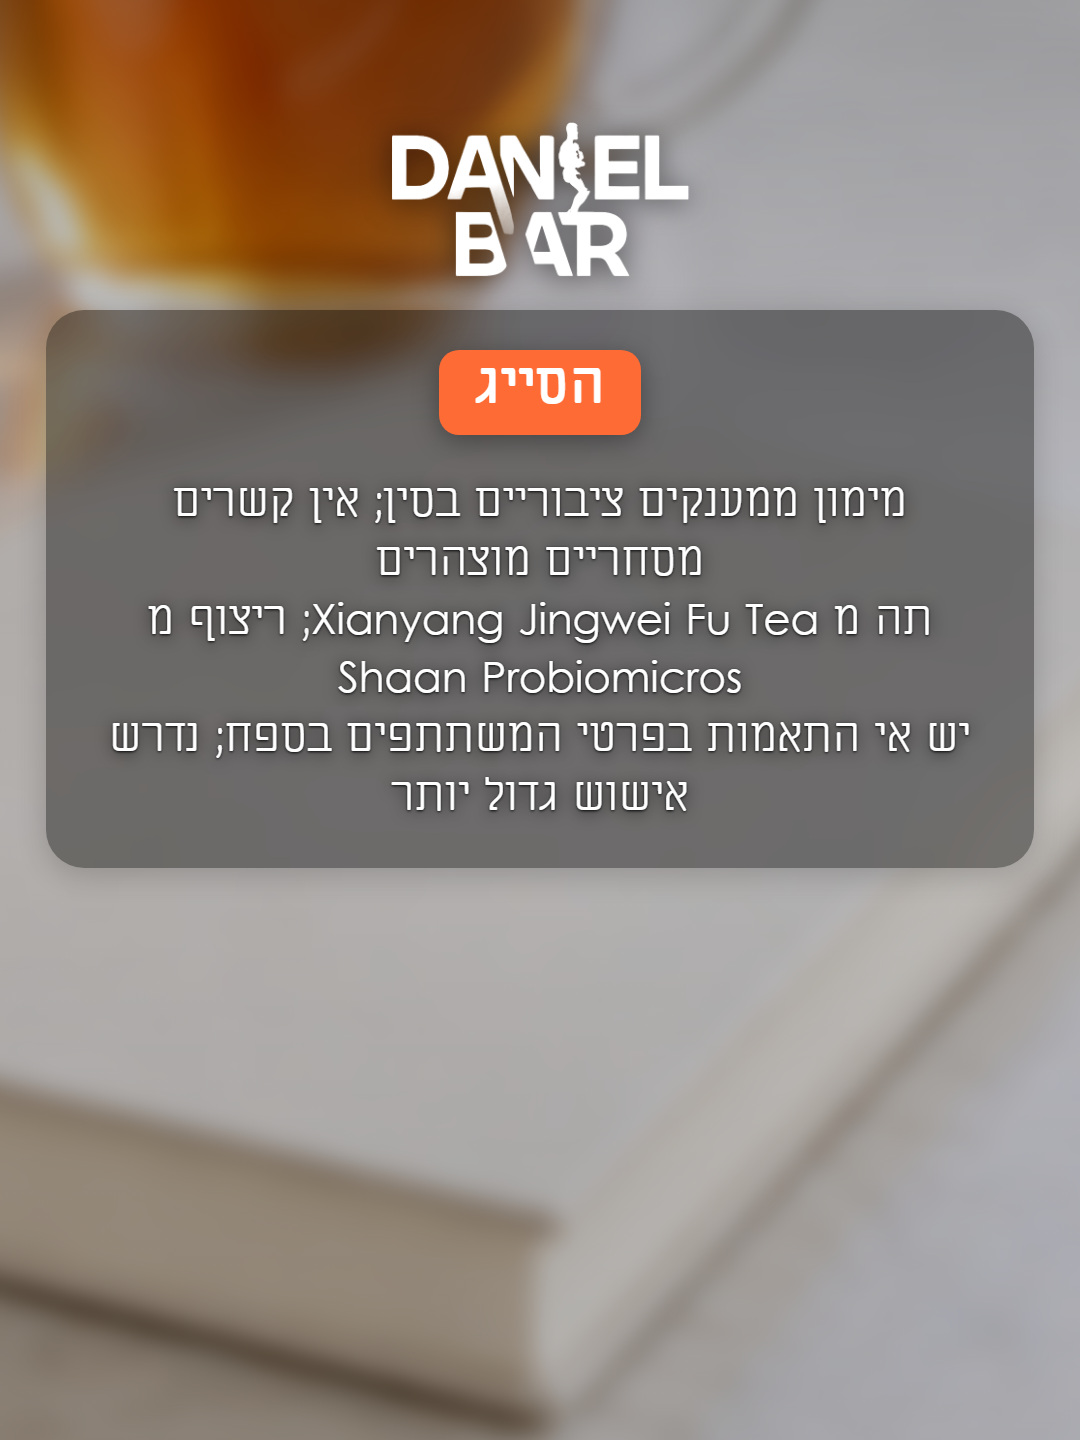 DANIEL
BAR
הסייג
מימון ממענקים ציבוריים בסין; אין קשרים
מסחריים מוצהרים
תה מ Xianyang Jingwei Fu Tea; ריצוף מ
Shaan Probiomicros
יש אי התאמות בפרטי המשתתפים בספח; נדרש
אישוש גדול יותר